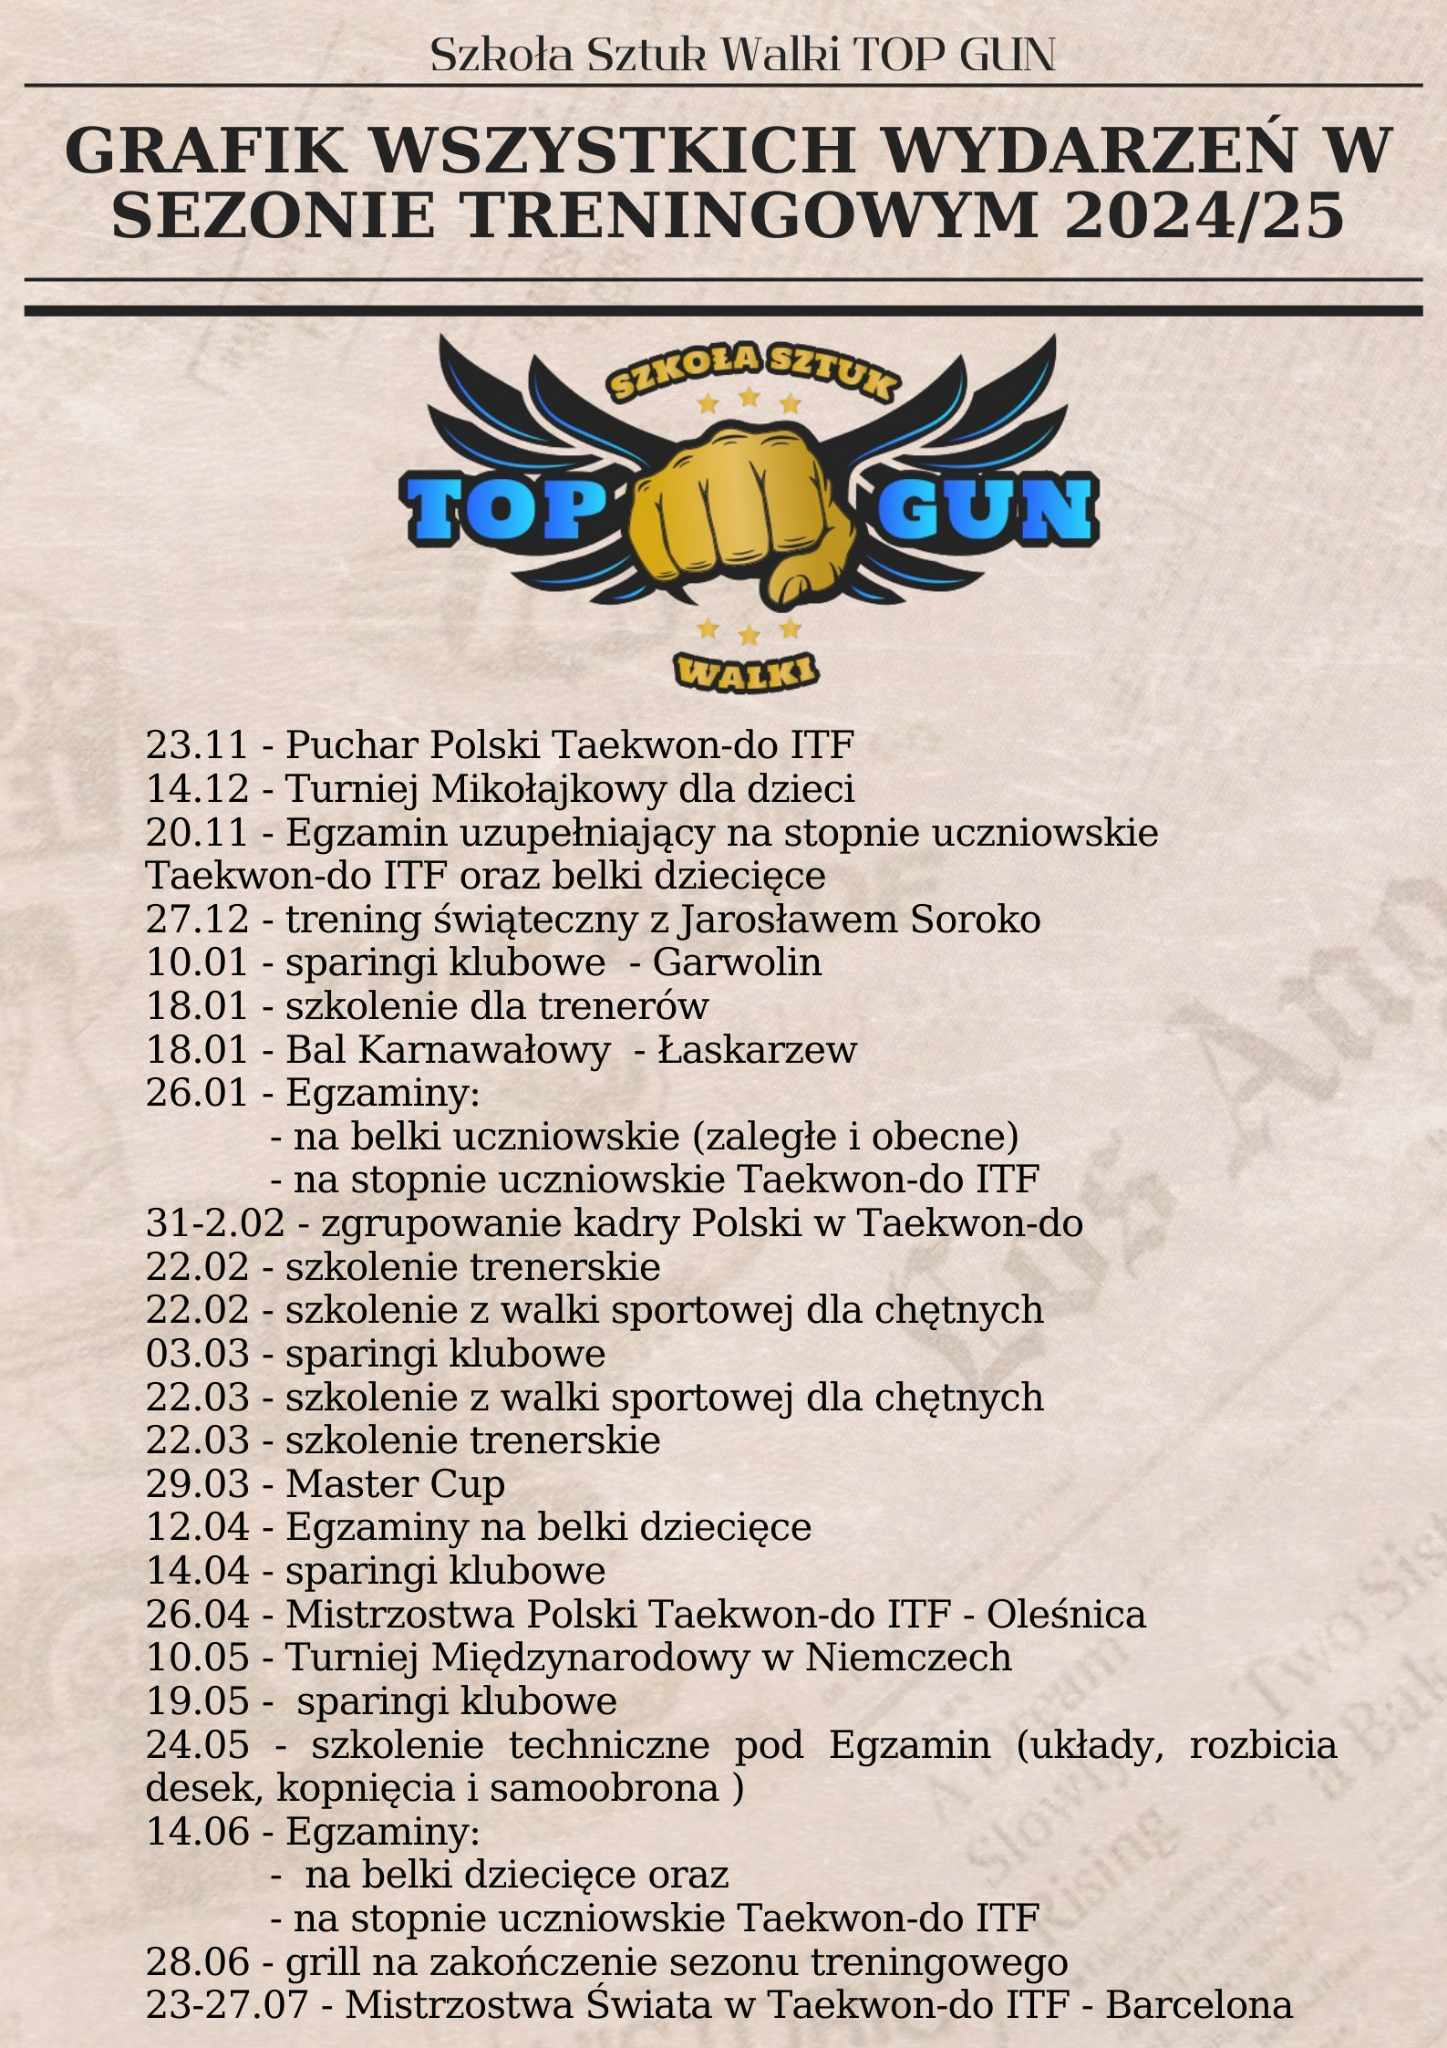 Szkoła Sztuk Walki TOP GUN
GRAFIK WSZYSTKICH WYDARZEŃ W
SEZONIE TRENINGOWYM 2024/25
SZKOŁA SZTUK
TOP GUN
WALKI
23.11 - Puchar Polski Taekwon-do ITF
14.12 - Turniej Mikołajkowy dla dzieci
20.11 - Egzamin uzupełniający na stopnie uczniowskie
Taekwon-do ITF oraz belki dziecięce
27.12 - trening świąteczny z Jarosławem Soroko
10.01 - sparingi klubowe  - Garwolin
18.01 - szkolenie dla trenerów
18.01 - Bal Karnawałowy  - Łaskarzew
26.01 - Egzaminy:
- na belki uczniowskie (zaległe i obecne)
- na stopnie uczniowskie Taekwon-do ITF
31-2.02 - zgrupowanie kadry Polski w Taekwon-do
22.02 - szkolenie trenerskie
22.02 - szkolenie z walki sportowej dla chętnych
03.03 - sparingi klubowe
22.03 - szkolenie z walki sportowej dla chętnych
22.03 - szkolenie trenerskie
29.03 - Master Cup
12.04 - Egzaminy na belki dziecięce
14.04 - sparingi klubowe
26.04 - Mistrzostwa Polski Taekwon-do ITF - Oleśnica
10.05 - Turniej Międzynarodowy w Niemczech
19.05 -  sparingi klubowe
24.05 - szkolenie techniczne pod Egzamin (układy, rozbicia
desek, kopnięcia i samoobrona )
14.06 - Egzaminy:
-  na belki dziecięce oraz
- na stopnie uczniowskie Taekwon-do ITF
28.06 - grill na zakończenie sezonu treningowego
23-27.07 - Mistrzostwa Świata w Taekwon-do ITF - Barcelona
Two Sis
A Dream
Slowly
Rising